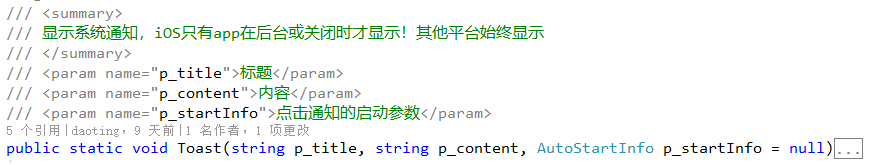 /// <summary>
/// 显示系统通知，iOS只有app在后台或关闭时才显示！其他平台始终显示
/// </summary>
/// <param name="p_title">标题</param>
/// <param name="p_content">内容</param>
/// <param name="p_startInfo">点击通知的启动参数</param>
5 个引用|daoting，9 天前|1 名作者，1 项更改
public static void Toast(string p_title, string p_content, AutoStartInfo p_startInfo = null)...